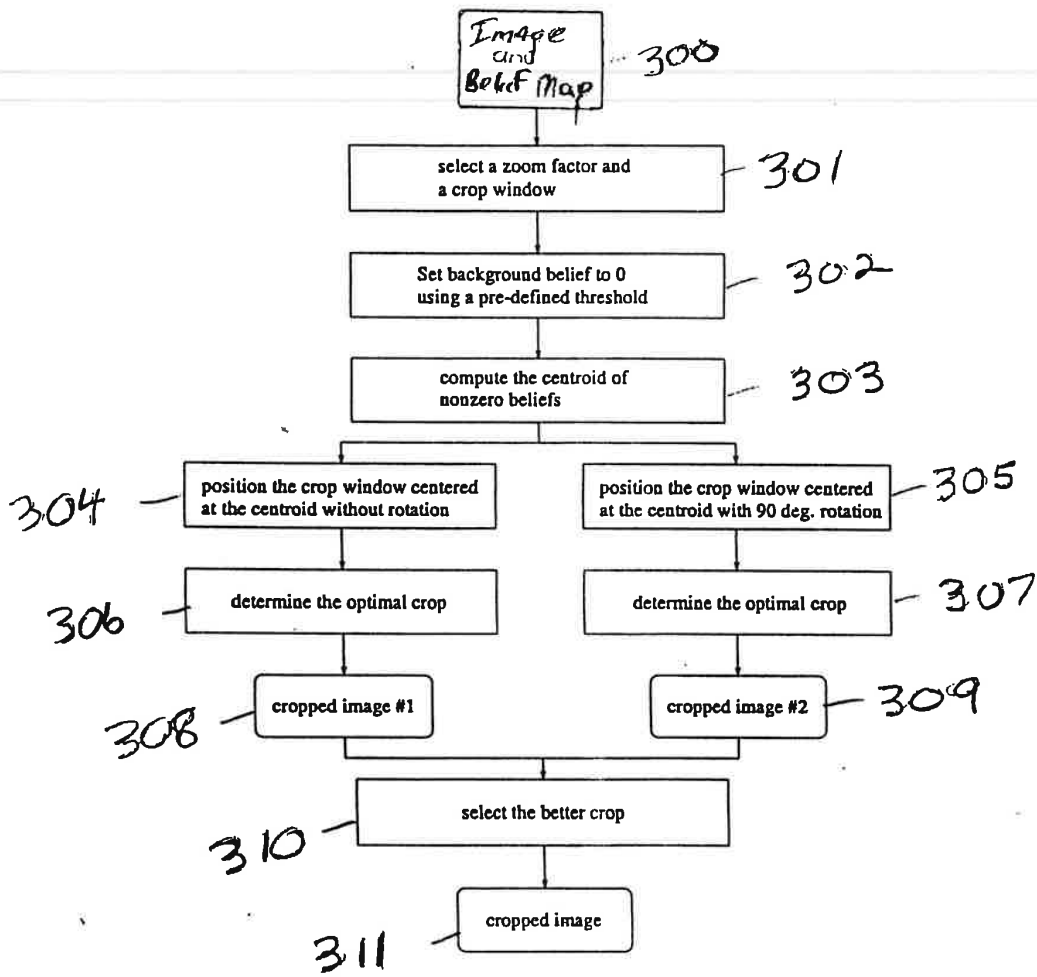 Image
and
Belief Map
300
select a zoom factor and
a crop window
301
Set background belief to 0
using a pre-defined threshold
302
compute the centroid of
nonzero beliefs
303
304
position the crop window centered
at the centroid without rotation
position the crop window centered
at the centroid with 90 deg. rotation
305
306
determine the optimal crop
determine the optimal crop
307
308
cropped image #1
cropped image #2
309
310
select the better crop
311
cropped image